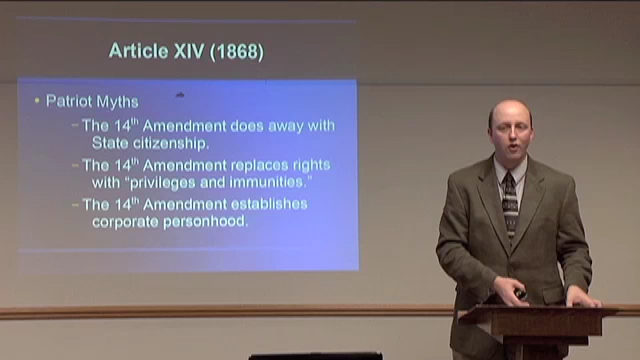 Article XIV (1868)
• Patriot Myths
– The 14th Amendment does away with
State citizenship.
– The 14th Amendment replaces rights
with “privileges and immunities.”
– The 14th Amendment establishes
corporate personhood.